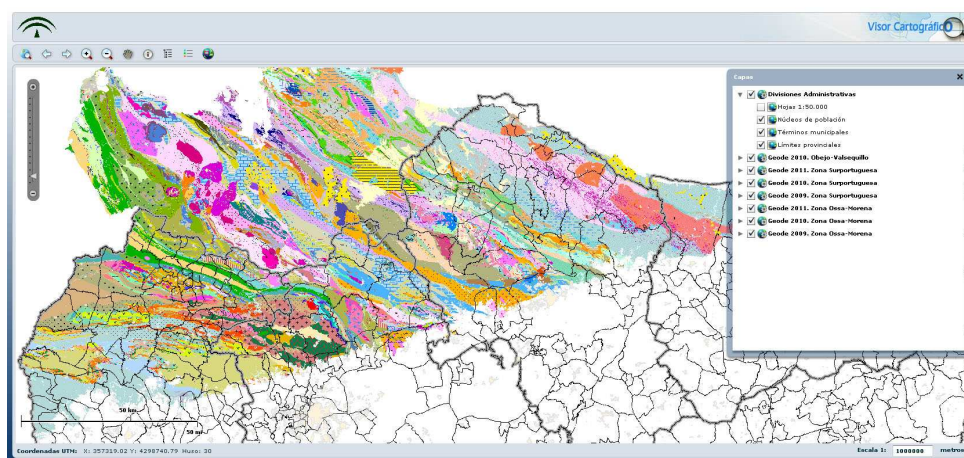 Visor Cartográfico
Capas
Divisiones Administrativas
Hojas 1:50.000
Núcleos de población
Términos municipales
Límites provinciales
Geode 2010. Obejo-Valsequillo
Geode 2011. Zona Surportuguesa
Geode 2010. Zona Surportuguesa
Geode 2009. Zona Surportuguesa
Geode 2011. Zona Ossa-Morena
Geode 2010. Zona Ossa-Morena
Geode 2009. Zona Ossa-Morena
50 km
50 mi
Coordenadas UTM: X: 357319.02 Y: 4298740.79 Huso: 30
Escala 1: 1000000 metros